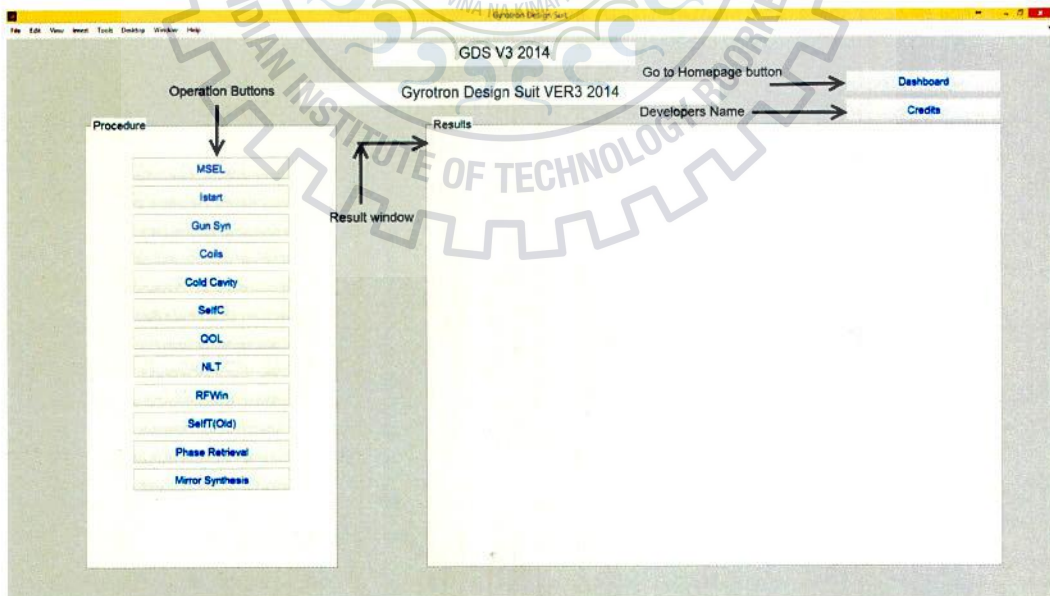 Gyrotron Design Suit
File Edit View Insert Tools Desktop Window Help
GDS V3 2014
Gyrotron Design Suit VER3 2014
Go to Homepage button
Dashboard
Developers Name
Credits
Operation Buttons
Procedure
Results
Result window
MSEL
Istart
Gun Syn
Coils
Cold Cavity
SelfC
QOL
NLT
RFWin
SelfT(Old)
Phase Retrieval
Mirror Synthesis
INSTITUTE OF TECHNOLOGY ROORKEE